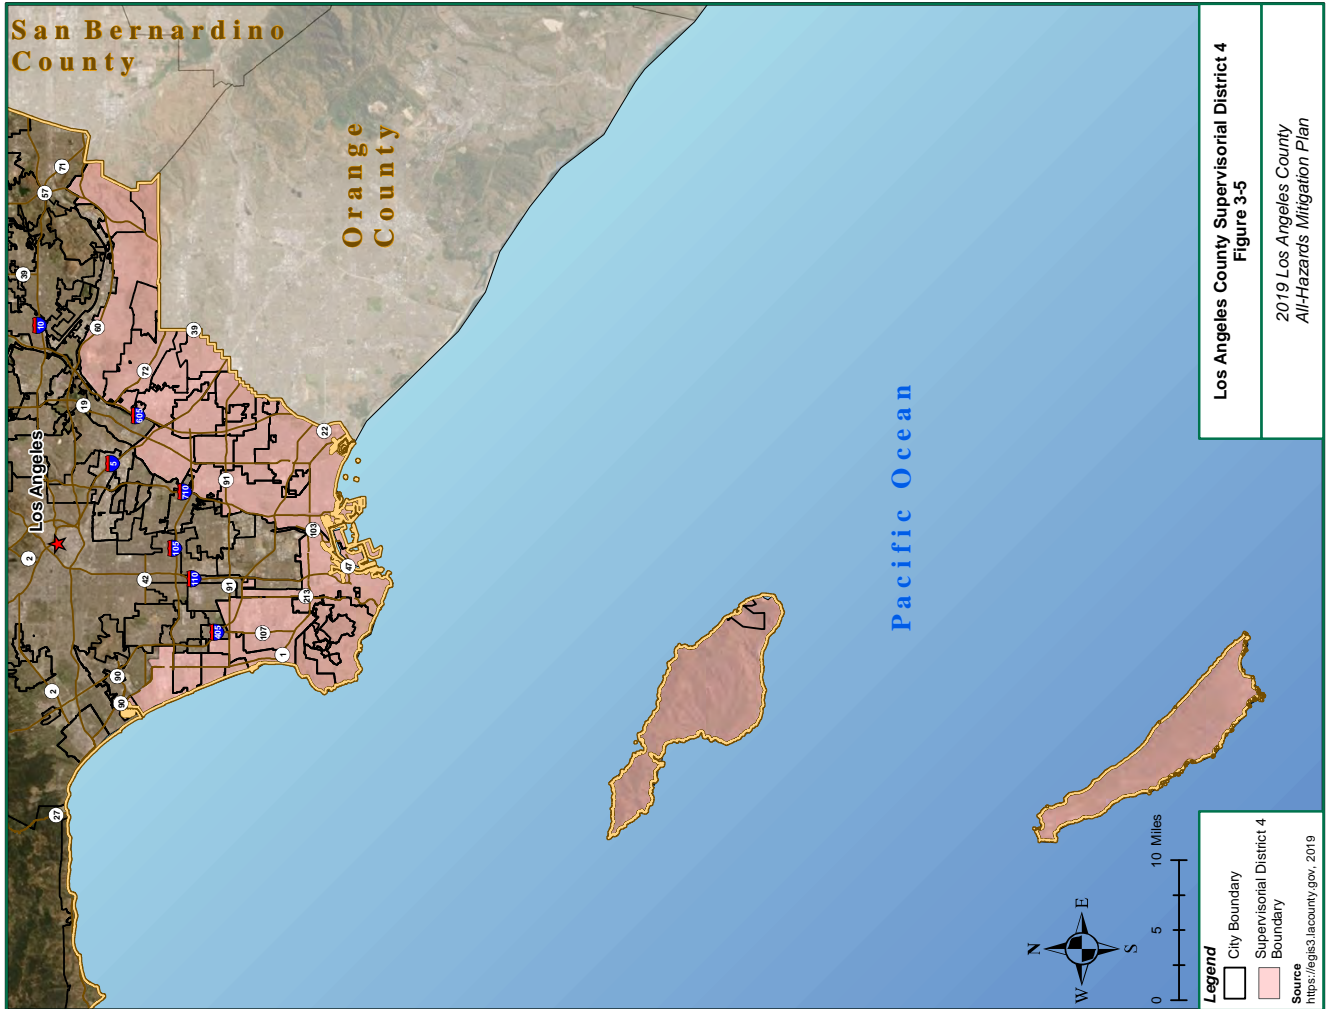 San Bernardino
County
Orange
County
Pacific Ocean
Los Angeles
71
57
39
10
60
39
72
19
605
5
22
91
710
103
2
105
47
42
110
91
213
405
107
1
90
2
90
27
Los Angeles County Supervisorial District 4
Figure 3-5
2019 Los Angeles County
All-Hazards Mitigation Plan
N
W
E
S
0
5
10 Miles
Legend
City Boundary
Supervisorial District 4
Boundary
Source
https://egis3.lacounty.gov, 2019